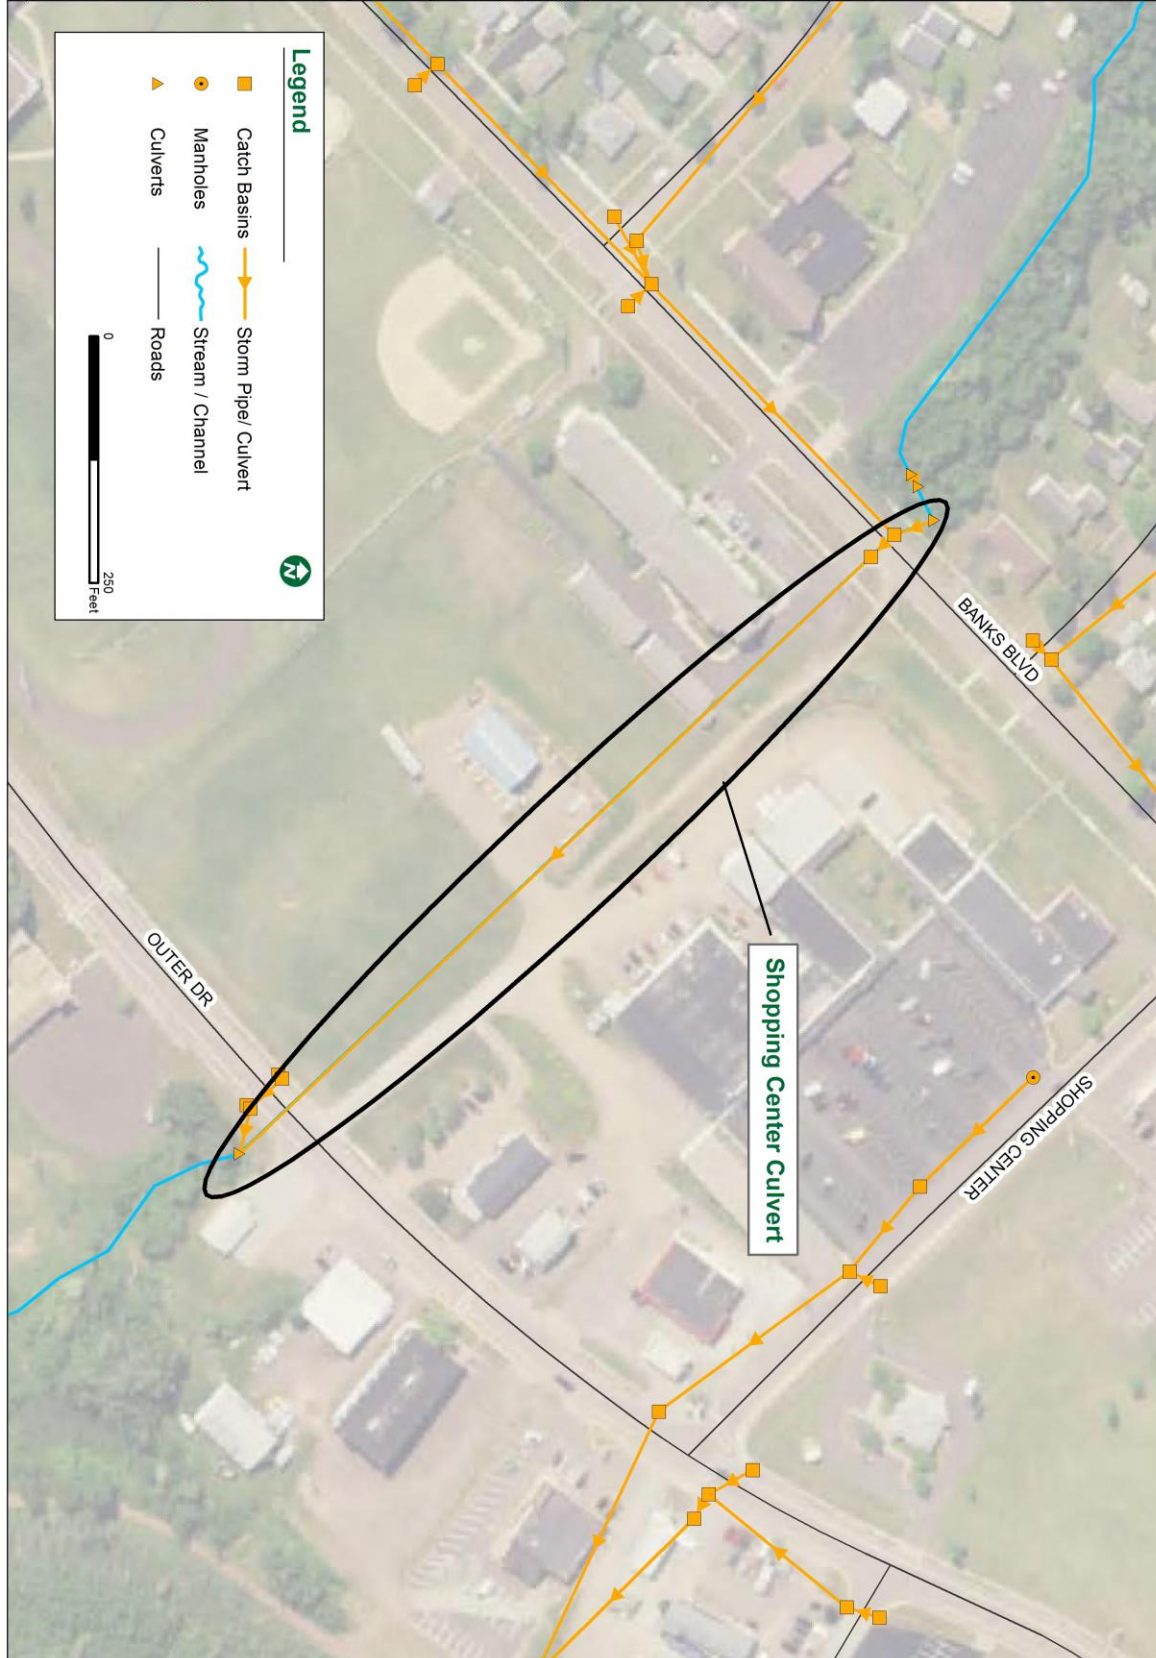 Legend
Catch Basins
Storm Pipe/ Culvert
Manholes
Stream / Channel
Culverts
Roads
N
0
250
Feet
BANKS BLVD
SHOPPING CENTER
Shopping Center Culvert
OUTER DR